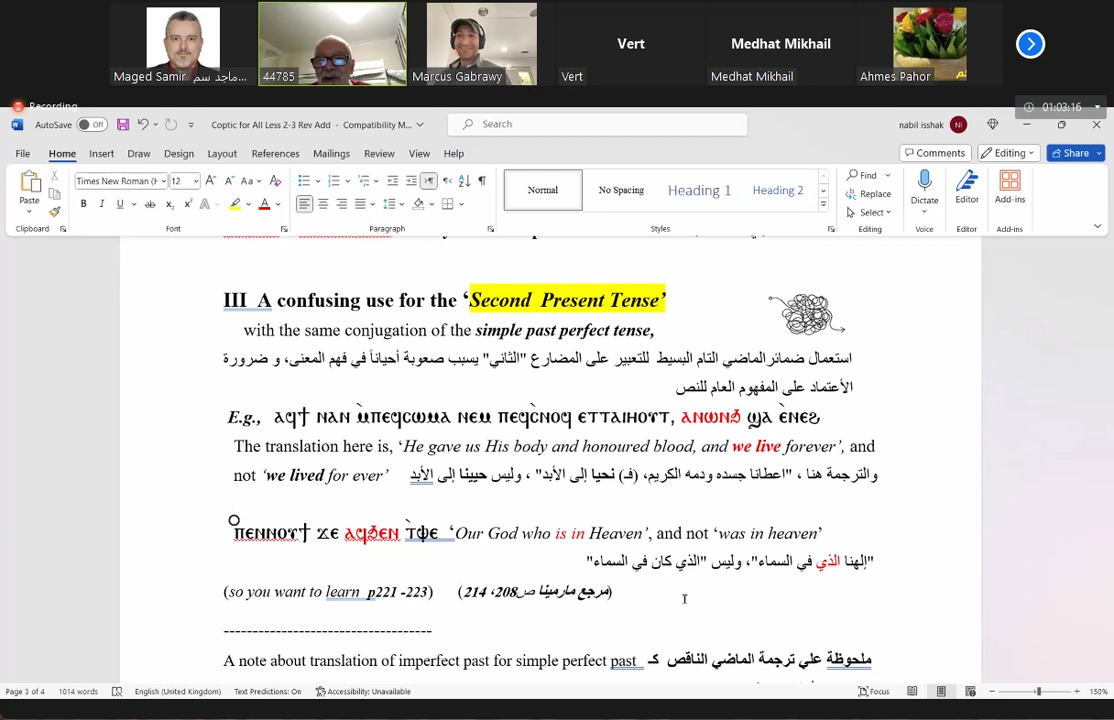 Vert
Medhat Mikhail
Maged Samir ماجد سم...
44785
Marcus Gabrawy
Vert
Medhat Mikhail
Ahmes Pahor
Recording
01:03:16
AutoSave Off
Coptic for All Less 2-3 Rev Add - Compatibility M...
Search
nabil isshak NI
File Home Insert Draw Design Layout References Mailings Review View Help
Comments Editing Share
Paste
Times New Roman (H 12
Normal No Spacing Heading 1 Heading 2
Find
Replace
Select
Dictate Editor Add-ins
Clipboard Font Paragraph Styles Editing Voice Editor Add-ins
III A confusing use for the ‘Second Present Tense’
with the same conjugation of the simple past perfect tense,
استعمال ضمائرالماضي التام البسيط للتعبير على المضارع "الثاني" يسبب صعوبة أحياناً في فهم المعنى، و ضرورة
الأعتماد على المفهوم العام للنص
E.g., ⲁϥϯ ⲛⲁⲛ ⲙ̀ⲡⲉϥⲥⲱⲙⲁ ⲛⲉⲙ ⲡⲉϥⲥ̀ⲛⲟϥ ⲉⲧⲧⲁⲓⲏⲟⲩⲧ, ⲁⲛⲱⲛϧ ϣⲁ ⲉ̀ⲛⲉϩ
The translation here is, ‘He gave us His body and honoured blood, and we live forever’, and
not ‘we lived for ever’ والترجمة هنا ، "اعطانا جسده ودمه الكريم، (فـ) نحيا إلى الأبد" ، وليس حيينا إلى الأبد
ⲡⲉⲛⲛⲟⲩϯ ϫⲉ ⲁϥϧⲉⲛ ⲧ̀ⲫⲉ ‘Our God who is in Heaven’, and not ‘was in heaven’
"إلهنا الذي في السماء"، وليس "الذي كان في السماء"
(so you want to learn p221 -223) (مرجع مارمينا ص208، 214)
-----------------------------------
A note about translation of imperfect past for simple perfect past ملحوظة علي ترجمة الماضي الناقص كـ
Page 3 of 4 1014 words English (United Kingdom) Text Predictions: On Accessibility: Unavailable Focus 150%